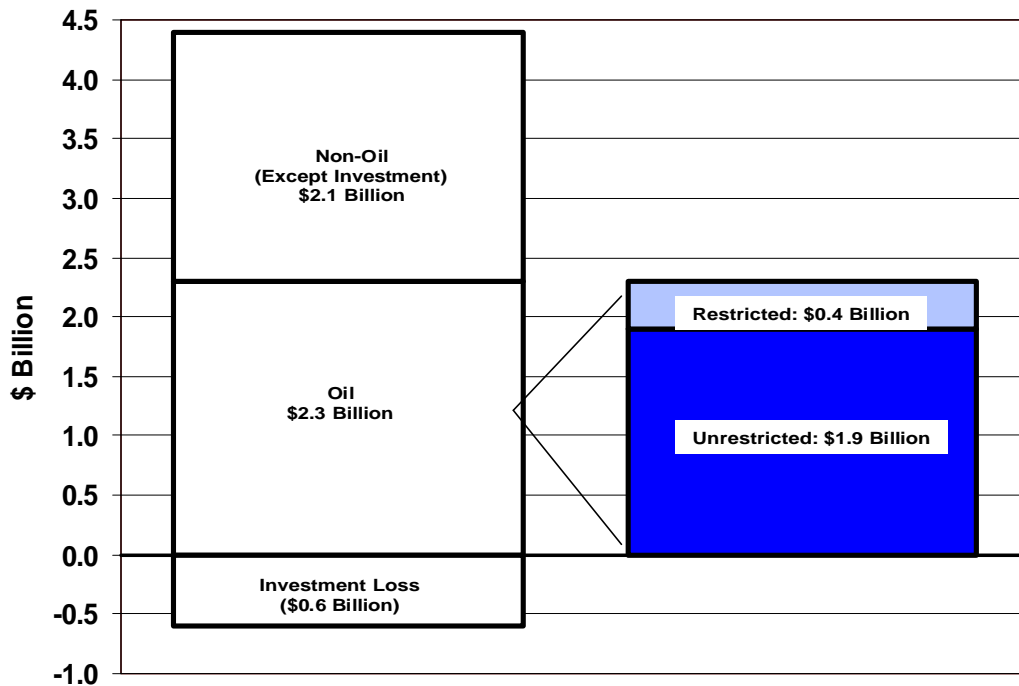 $ Billion
4.5
4.0
3.5
3.0
2.5
2.0
1.5
1.0
0.5
0.0
-0.5
-1.0
Non-Oil
(Except Investment)
$2.1 Billion
Oil
$2.3 Billion
Investment Loss
($0.6 Billion)
Restricted: $0.4 Billion
Unrestricted: $1.9 Billion